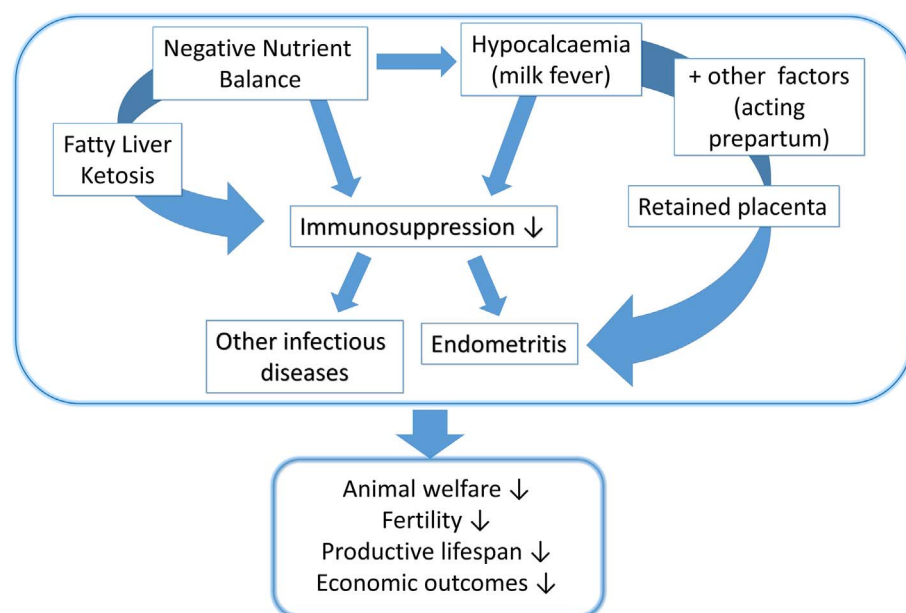 Negative Nutrient
Balance
Hypocalcaemia
(milk fever)
+ other factors
(acting
prepartum)
Fatty Liver
Ketosis
Retained placenta
Immunosuppression ↓
Other infectious
diseases
Endometritis
Animal welfare ↓
Fertility ↓
Productive lifespan ↓
Economic outcomes ↓